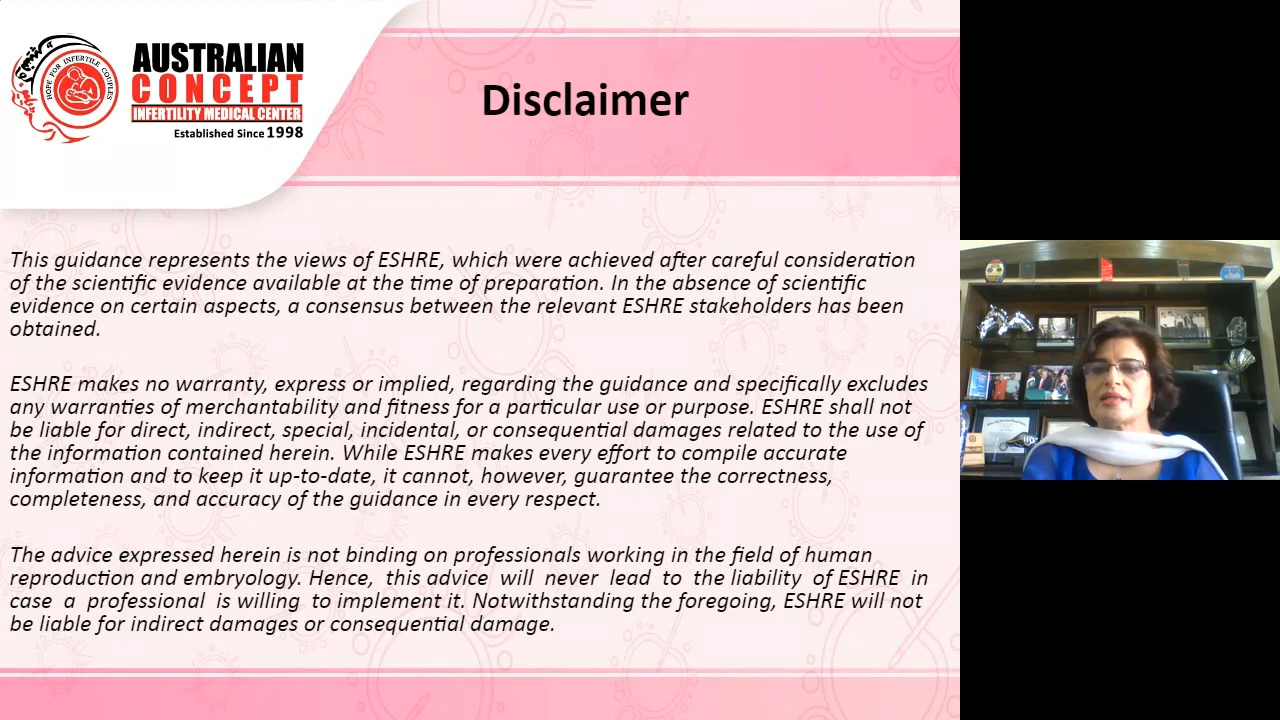 HOPE FOR INFERTILE COUPLES
AUSTRALIAN
CONCEPT
INFERTILITY MEDICAL CENTER
Established Since 1998
Disclaimer
This guidance represents the views of ESHRE, which were achieved after careful consideration
of the scientific evidence available at the time of preparation. In the absence of scientific
evidence on certain aspects, a consensus between the relevant ESHRE stakeholders has been
obtained.
ESHRE makes no warranty, express or implied, regarding the guidance and specifically excludes
any warranties of merchantability and fitness for a particular use or purpose. ESHRE shall not
be liable for direct, indirect, special, incidental, or consequential damages related to the use of
the information contained herein. While ESHRE makes every effort to compile accurate
information and to keep it up-to-date, it cannot, however, guarantee the correctness,
completeness, and accuracy of the guidance in every respect.
The advice expressed herein is not binding on professionals working in the field of human
reproduction and embryology. Hence, this advice will never lead to the liability of ESHRE in
case a professional is willing to implement it. Notwithstanding the foregoing, ESHRE will not
be liable for indirect damages or consequential damage.